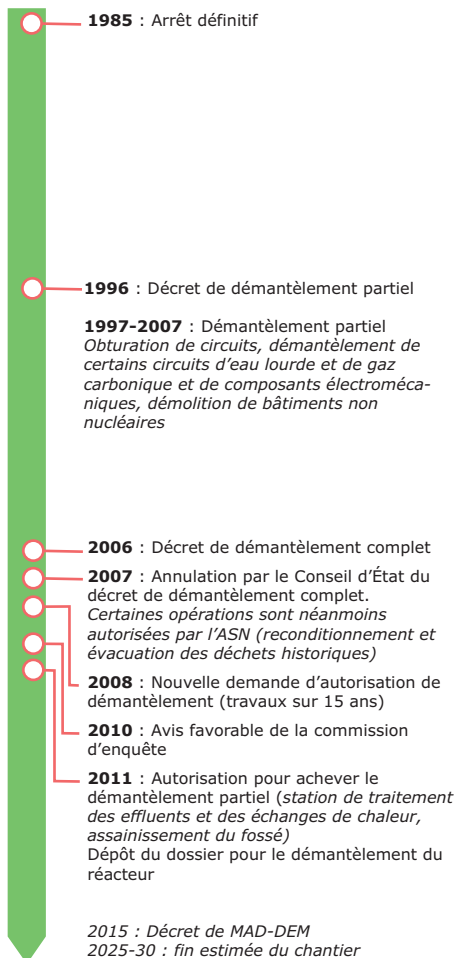 1985 : Arrêt définitif
1996 : Décret de démantèlement partiel
1997-2007 : Démantèlement partiel
Obturation de circuits, démantèlement de
certains circuits d'eau lourde et de gaz
carbonique et de composants électroméca-
niques, démolition de bâtiments non
nucléaires
2006 : Décret de démantèlement complet
2007 : Annulation par le Conseil d'État du
décret de démantèlement complet.
Certaines opérations sont néanmoins
autorisées par l'ASN (reconditionnement et
évacuation des déchets historiques)
2008 : Nouvelle demande d'autorisation de
démantèlement (travaux sur 15 ans)
2010 : Avis favorable de la commission
d'enquête
2011 : Autorisation pour achever le
démantèlement partiel (station de traitement
des effluents et des échanges de chaleur,
assainissement du fossé)
Dépôt du dossier pour le démantèlement du
réacteur
2015 : Décret de MAD-DEM
2025-30 : fin estimée du chantier